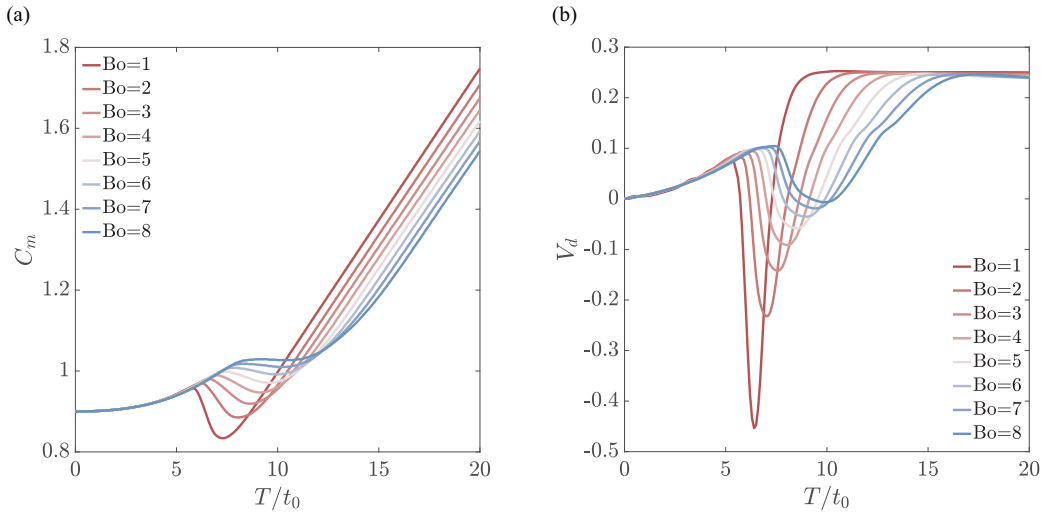 (a)
1.8
1.6
1.4
1.2
1
0.8
C_m
Bo=1
Bo=2
Bo=3
Bo=4
Bo=5
Bo=6
Bo=7
Bo=8
0 5 10 15 20
T/t_0
(b)
0.3
0.2
0.1
0
-0.1
-0.2
-0.3
-0.4
-0.5
V_d
Bo=1
Bo=2
Bo=3
Bo=4
Bo=5
Bo=6
Bo=7
Bo=8
0 5 10 15 20
T/t_0